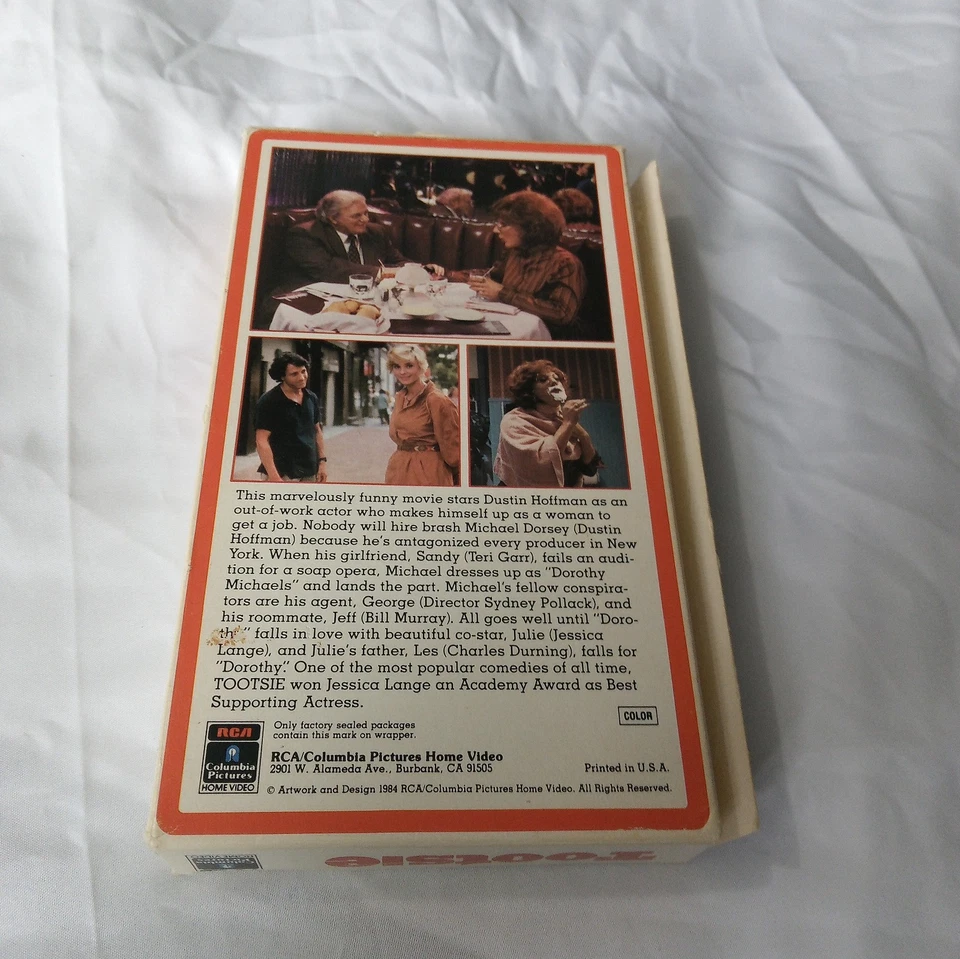 This marvelously funny movie stars Dustin Hoffman as an
out-of-work actor who makes himself up as a woman to
get a job. Nobody will hire brash Michael Dorsey (Dustin
Hoffman) because he's antagonized every producer in New
York. When his girlfriend, Sandy (Teri Garr), fails an audi-
tion for a soap opera, Michael dresses up as "Dorothy
Michaels" and lands the part. Michael's fellow conspira-
tors are his agent, George (Director Sydney Pollack), and
his roommate, Jeff (Bill Murray). All goes well until "Doro-
th " falls in love with beautiful co-star, Julie (Jessica
Lange), and Julie's father, Les (Charles Durning), falls for
"Dorothy." One of the most popular comedies of all time,
TOOTSIE won Jessica Lange an Academy Award as Best
Supporting Actress.
COLOR
RCA
Columbia
Pictures
HOME VIDEO
Only factory sealed packages
contain this mark on wrapper.
RCA/Columbia Pictures Home Video
2901 W. Alameda Ave., Burbank, CA 91505
Printed in U.S.A.
© Artwork and Design 1984 RCA/Columbia Pictures Home Video. All Rights Reserved.
Tootsie